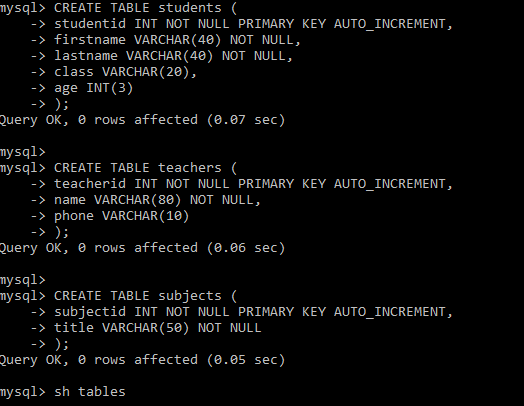 mysql> CREATE TABLE students (
    -> studentid INT NOT NULL PRIMARY KEY AUTO_INCREMENT,
    -> firstname VARCHAR(40) NOT NULL,
    -> lastname VARCHAR(40) NOT NULL,
    -> class VARCHAR(20),
    -> age INT(3)
    -> );
Query OK, 0 rows affected (0.07 sec)
mysql>
mysql> CREATE TABLE teachers (
    -> teacherid INT NOT NULL PRIMARY KEY AUTO_INCREMENT,
    -> name VARCHAR(80) NOT NULL,
    -> phone VARCHAR(10)
    -> );
Query OK, 0 rows affected (0.06 sec)
mysql>
mysql> CREATE TABLE subjects (
    -> subjectid INT NOT NULL PRIMARY KEY AUTO_INCREMENT,
    -> title VARCHAR(50) NOT NULL
    -> );
Query OK, 0 rows affected (0.05 sec)
mysql> sh tables